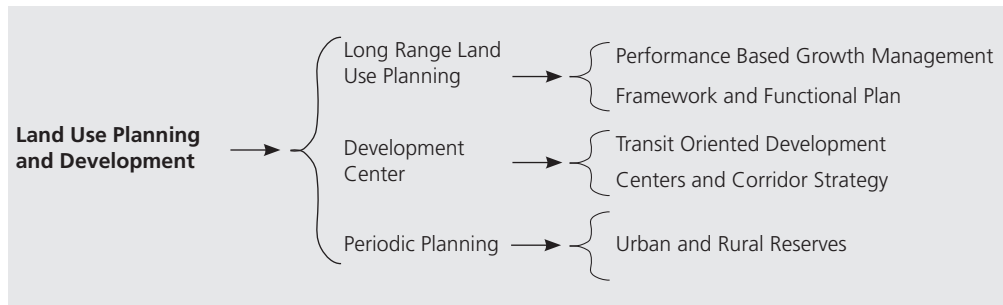 Land Use Planning
and Development
Long Range Land
Use Planning
Performance Based Growth Management
Framework and Functional Plan
Development
Center
Transit Oriented Development
Centers and Corridor Strategy
Periodic Planning
Urban and Rural Reserves